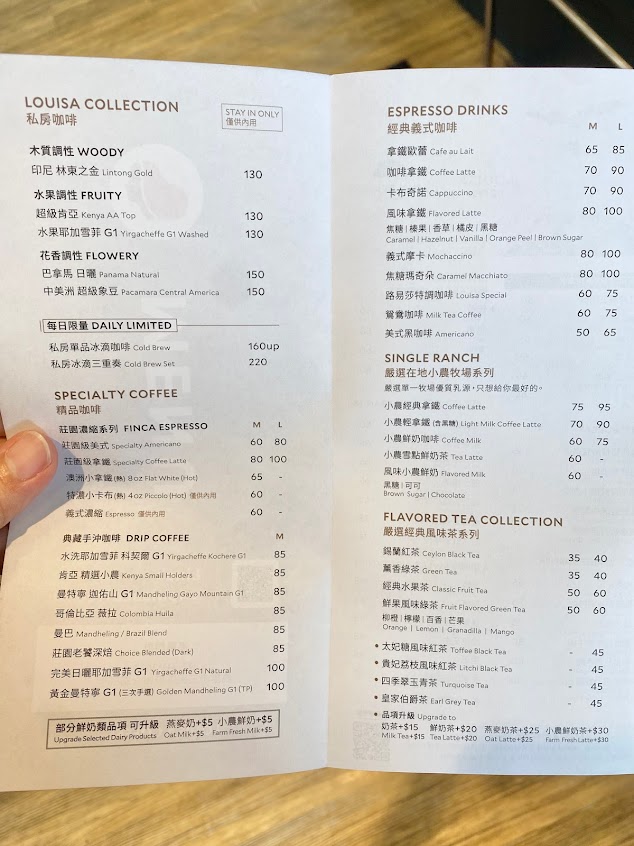 LOUISA COLLECTION
私房咖啡
STAY IN ONLY
僅供內用
木質調性 WOODY
印尼 林東之金 Lintong Gold 130
水果調性 FRUITY
超級肯亞 Kenya AA Top 130
水果耶加雪菲 G1 Yirgacheffe G1 Washed 130
花香調性 FLOWERY
巴拿馬 日曬 Panama Natural 150
中美洲 超級象豆 Pacamara Central America 150
每日限量 DAILY LIMITED
私房單品冰滴咖啡 Cold Brew 160up
私房冰滴三重奏 Cold Brew Set 220
SPECIALTY COFFEE
精品咖啡
莊園濃縮系列 FINCA ESPRESSO M L
莊園級美式 Specialty Americano 60 80
莊園級拿鐵 Specialty Coffee Latte 80 100
澳洲小拿鐵(熱) 8oz Flat White (Hot) 65 -
特濃小卡布(熱) 4oz Piccolo (Hot) 僅供內用 60 -
義式濃縮 Espresso 僅供內用 60 -
典藏手沖咖啡 DRIP COFFEE M
水洗耶加雪菲 科契爾 G1 Yirgacheffe Kochere G1 85
肯亞 精選小農 Kenya Small Holders 85
曼特寧 迦佑山 G1 Mandheling Gayo Mountain G1 85
哥倫比亞 薇拉 Colombia Huila 85
曼巴 Mandheling / Brazil Blend 85
莊園老饕深焙 Choice Blended (Dark) 85
完美日曬耶加雪菲 G1 Yirgacheffe G1 Natural 100
黃金曼特寧 G1 (三次手選) Golden Mandheling G1 (TP) 100
部分鮮奶類品項 可升級 燕麥奶+$5 小農鮮奶+$5
Upgrade Selected Dairy Products Oat Milk+$5 Farm Fresh Milk+$5
ESPRESSO DRINKS
經典義式咖啡 M L
拿鐵歐蕾 Cafe au Lait 65 85
咖啡拿鐵 Coffee Latte 70 90
卡布奇諾 Cappuccino 70 90
風味拿鐵 Flavored Latte 80 100
焦糖 | 榛果 | 香草 | 橘皮 | 黑糖
Caramel | Hazelnut | Vanilla | Orange Peel | Brown Sugar
義式摩卡 Mochaccino 80 100
焦糖瑪奇朵 Caramel Macchiato 80 100
路易莎特調咖啡 Louisa Special 60 75
鴛鴦咖啡 Milk Tea Coffee 60 75
美式黑咖啡 Americano 50 65
SINGLE RANCH
嚴選在地小農牧場系列
嚴選單一牧場優質乳源,只想給你最好的。
小農經典拿鐵 Coffee Latte 75 95
小農輕拿鐵 (含黑糖) Light Milk Coffee Latte 70 90
小農鮮奶咖啡 Coffee Milk 60 75
小農雪點鮮奶茶 Tea Latte 60 -
風味小農鮮奶 Flavored Milk 60 -
黑糖 | 可可
Brown Sugar | Chocolate
FLAVORED TEA COLLECTION
嚴選經典風味茶系列
錫蘭紅茶 Ceylon Black Tea 35 40
薰香綠茶 Green Tea 35 40
經典水果茶 Classic Fruit Tea 50 60
鮮果風味綠茶 Fruit Flavored Green Tea 50 60
柳橙 | 檸檬 | 百香 | 芒果
Orange | Lemon | Granadilla | Mango
• 太妃糖風味紅茶 Toffee Black Tea - 45
• 貴妃荔枝風味紅茶 Litchi Black Tea - 45
• 四季翠玉青茶 Turquoise Tea - 45
• 皇家伯爵茶 Earl Grey Tea - 45
• 品項升級 Upgrade to
奶茶+$15 鮮奶茶+$20 燕麥奶茶+$25 小農鮮奶茶+$30
Milk Tea+$15 Tea Latte+$20 Oat Latte+$25 Farm Fresh Latte+$30